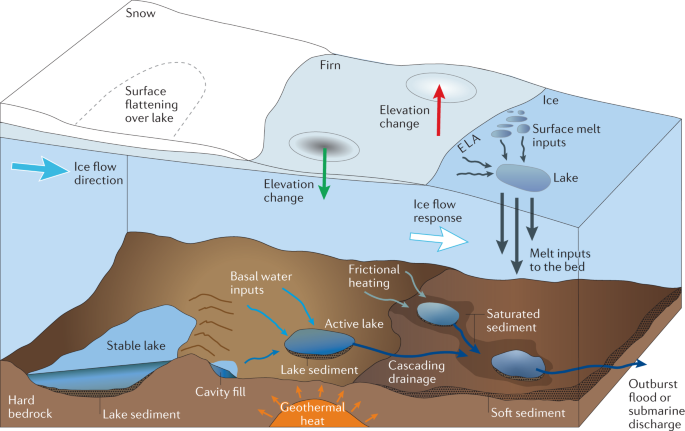 Snow
Firn
Surface
flattening
over lake
Elevation
change
Ice
ELA
Surface melt
inputs
Lake
Ice flow
direction
Elevation
change
Ice flow
response
Melt inputs
to the bed
Basal water
inputs
Frictional
heating
Active lake
Saturated
sediment
Stable lake
Lake sediment
Cascading
drainage
Cavity fill
Hard
bedrock
Lake sediment
Geothermal
heat
Soft sediment
Outburst
flood or
submarine
discharge